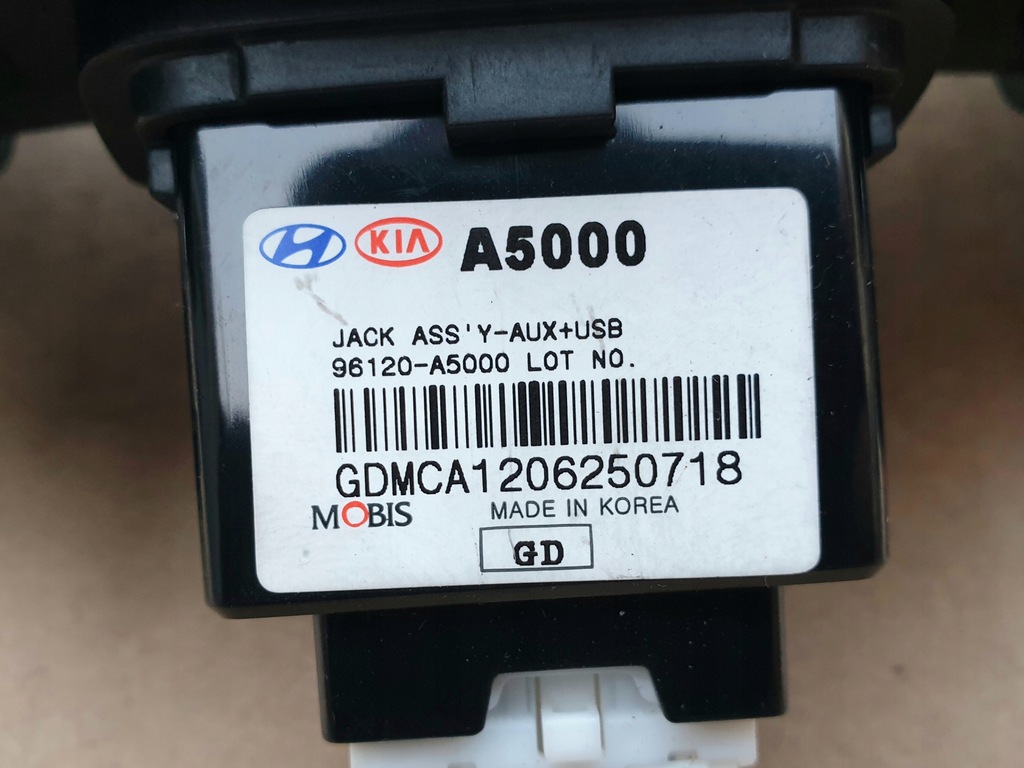 KIA A5000
JACK ASS'Y-AUX+USB
96120-A5000 LOT NO.
GDMCA1206250718
MOBIS MADE IN KOREA
GD